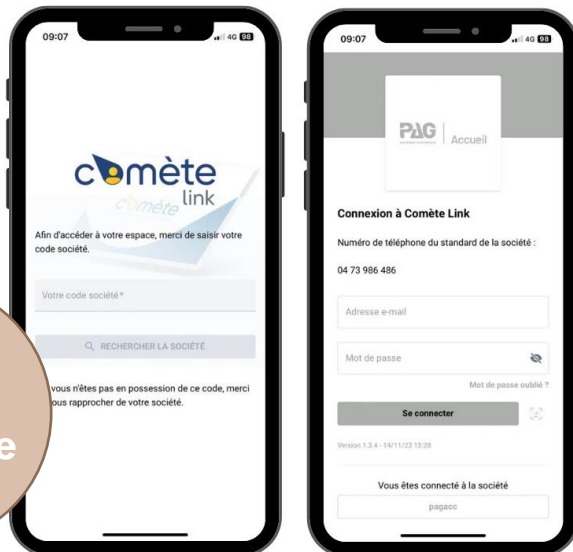 09:07
4G 98
comète
link
comète
Afin d'accéder à votre espace, merci de saisir votre
code société.
Votre code société *
RECHERCHER LA SOCIÉTÉ
vous n'êtes pas en possession de ce code, merci
rapprocher de votre société.
e
09:07
4G 98
PAG | Accueil
Connexion à Comète Link
Numéro de téléphone du standard de la société :
04 73 986 486
Adresse e-mail
Mot de passe
Mot de passe oublié ?
Se connecter
Version 1.3.4 - 14/11/23 15:28
Vous êtes connecté à la société
pagacc